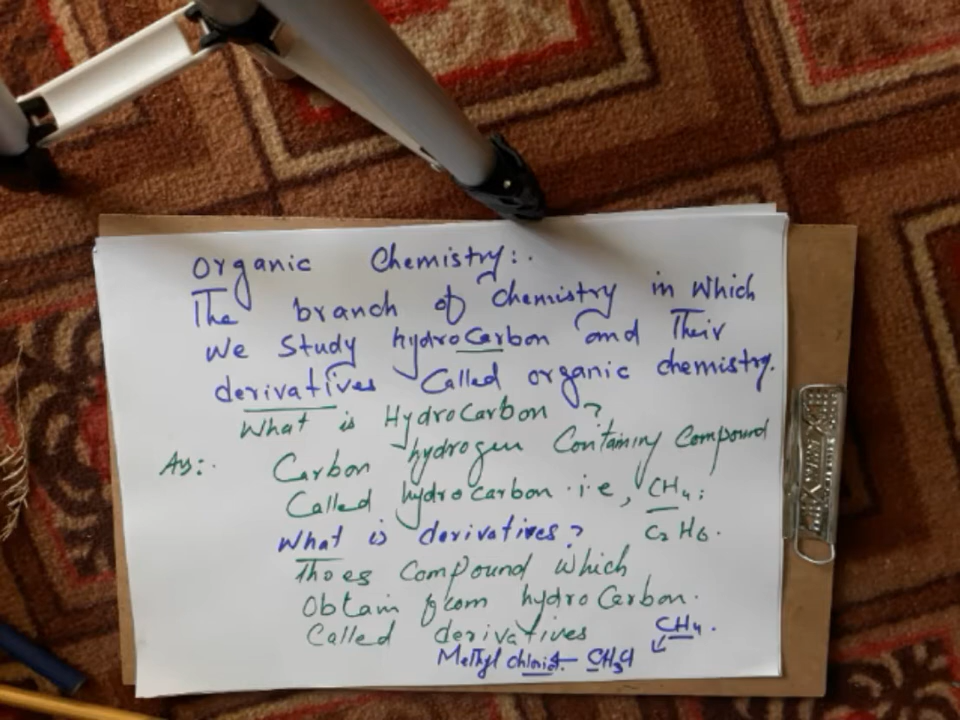 Organic Chemistry:.
The branch of chemistry in which
we study hydrocarbon and Their
derivatives Called organic chemistry.
What is HydroCarbon ?
As:. Carbon hydrogen Containing Compound
Called hydrocarbon .i.e, CH4;
What is derivatives? C2H6.
Thoes Compound which
Obtain from hydroCarbon.
Called derivatives CH4.
Methyl CH3Cl